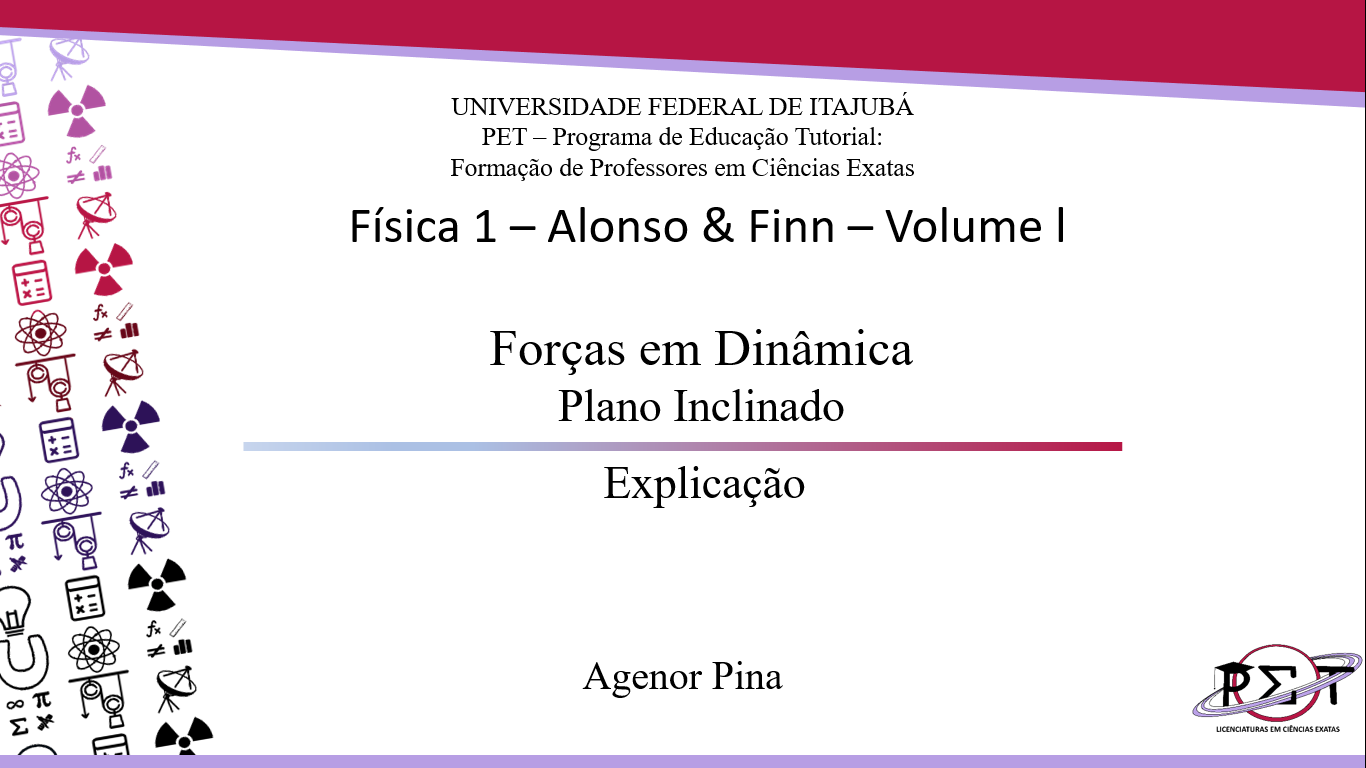 UNIVERSIDADE FEDERAL DE ITAJUBÁ
PET – Programa de Educação Tutorial:
Formação de Professores em Ciências Exatas
Física 1 – Alonso & Finn – Volume l
Forças em Dinâmica
Plano Inclinado
Explicação
Agenor Pina
PET
LICENCIATURAS EM CIÊNCIAS EXATAS